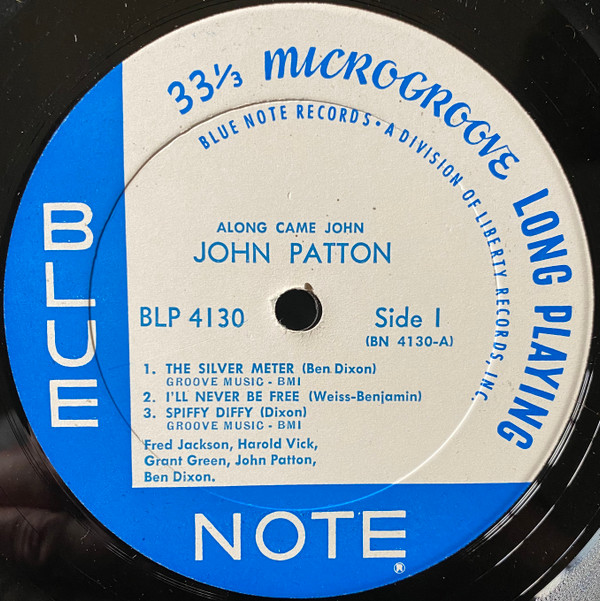 33⅓ MICROGROOVE LONG PLAYING
BLUE NOTE RECORDS • A DIVISION OF LIBERTY RECORDS, INC.
ALONG CAME JOHN
JOHN PATTON
BLP 4130
Side 1
(BN 4130-A)
1. THE SILVER METER (Ben Dixon)
GROOVE MUSIC - BMI
2. I'LL NEVER BE FREE (Weiss-Benjamin)
3. SPIFFY DIFFY (Dixon)
GROOVE MUSIC - BMI
Fred Jackson, Harold Vick,
Grant Green, John Patton,
Ben Dixon.
BLUE
NOTE®